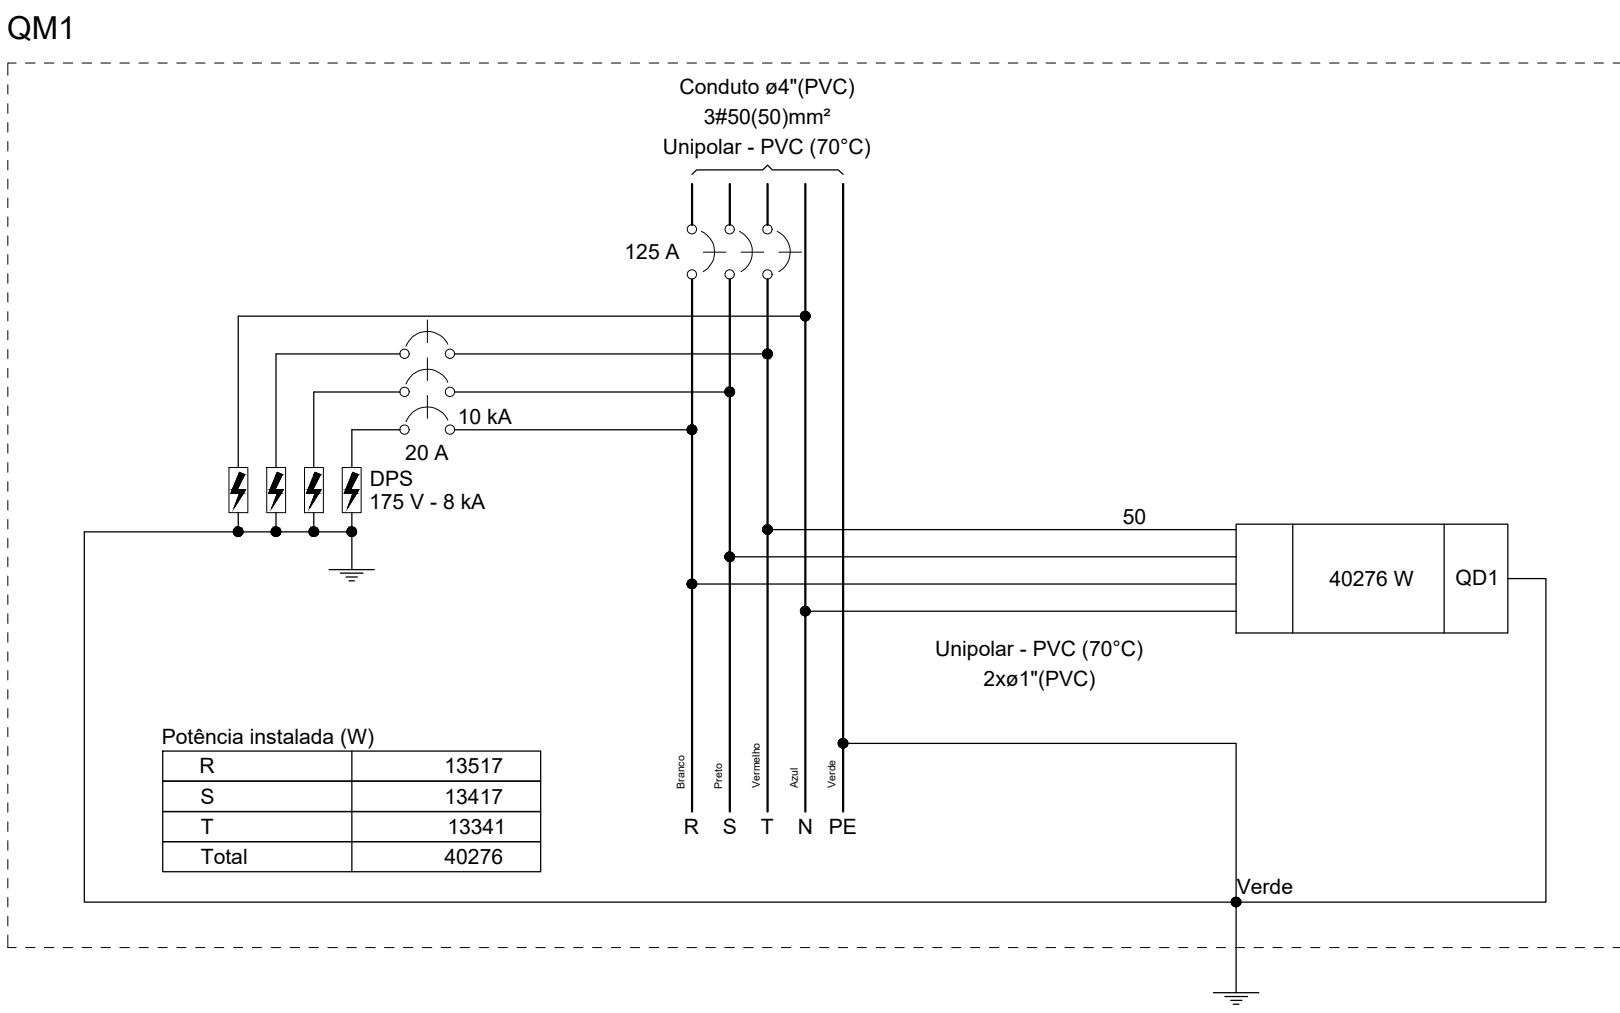 QM1
Conduto ø4"(PVC)
3#50(50)mm²
Unipolar - PVC (70°C)
125 A
10 kA
20 A
DPS
175 V - 8 kA
50
40276 W
QD1
Unipolar - PVC (70°C)
2xø1"(PVC)
Potência instalada (W)
R 13517
S 13417
T 13341
Total 40276
Branco
Preto
Vermelho
Azul
Verde
R S T N PE
Verde